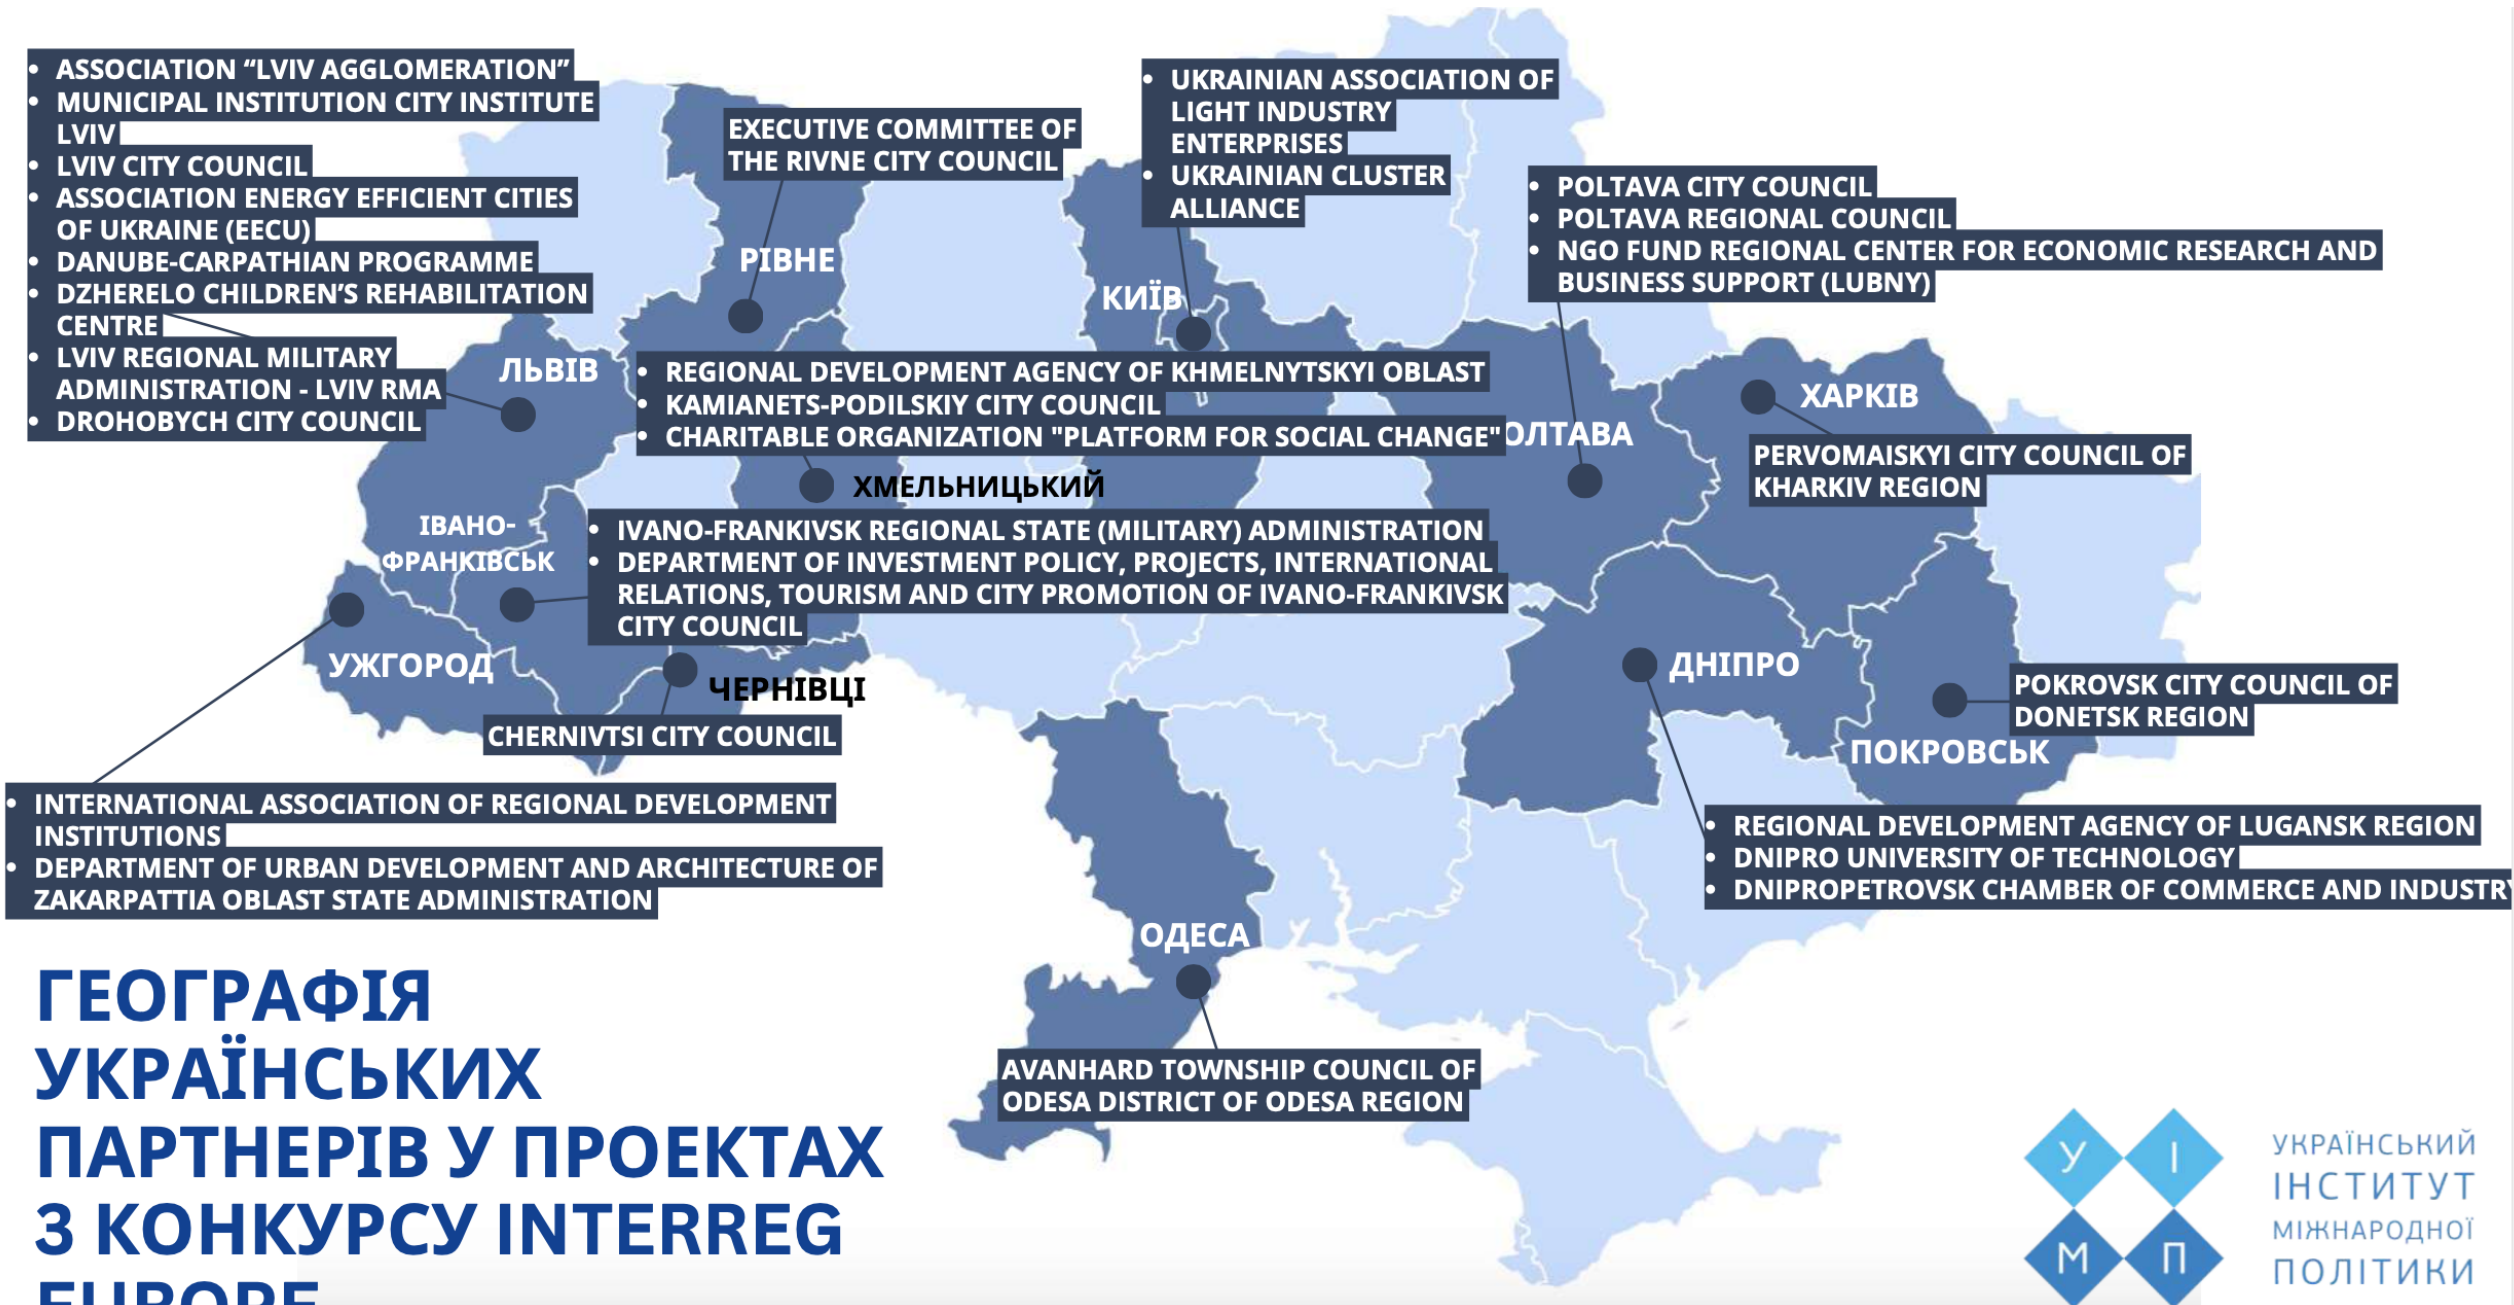 • ASSOCIATION “LVIV AGGLOMERATION”
• MUNICIPAL INSTITUTION CITY INSTITUTE
LVIV
• LVIV CITY COUNCIL
• ASSOCIATION ENERGY EFFICIENT CITIES
OF UKRAINE (EECU)
• DANUBE-CARPATHIAN PROGRAMME
• DZHERELO CHILDREN’S REHABILITATION
CENTRE
• LVIV REGIONAL MILITARY
ADMINISTRATION - LVIV RMA
• DROHOBYCH CITY COUNCIL
EXECUTIVE COMMITTEE OF
THE RIVNE CITY COUNCIL
• UKRAINIAN ASSOCIATION OF
LIGHT INDUSTRY
ENTERPRISES
• UKRAINIAN CLUSTER
ALLIANCE
• POLTAVA CITY COUNCIL
• POLTAVA REGIONAL COUNCIL
• NGO FUND REGIONAL CENTER FOR ECONOMIC RESEARCH AND
BUSINESS SUPPORT (LUBNY)
РІВНЕ
КИЇВ
ЛЬВІВ
• REGIONAL DEVELOPMENT AGENCY OF KHMELNYTSKYI OBLAST
• KAMIANETS-PODILSKIY CITY COUNCIL
• CHARITABLE ORGANIZATION "PLATFORM FOR SOCIAL CHANGE"
ОЛТАВА
ХАРКІВ
PERVOMAISKYI CITY COUNCIL OF
KHARKIV REGION
ХМЕЛЬНИЦЬКИЙ
ІВАНО-
ФРАНКІВСЬК
• IVANO-FRANKIVSK REGIONAL STATE (MILITARY) ADMINISTRATION
• DEPARTMENT OF INVESTMENT POLICY, PROJECTS, INTERNATIONAL
RELATIONS, TOURISM AND CITY PROMOTION OF IVANO-FRANKIVSK
CITY COUNCIL
УЖГОРОД
ЧЕРНІВЦІ
CHERNIVTSI CITY COUNCIL
ДНІПРО
POKROVSK CITY COUNCIL OF
DONETSK REGION
ПОКРОВСЬК
• INTERNATIONAL ASSOCIATION OF REGIONAL DEVELOPMENT
INSTITUTIONS
• DEPARTMENT OF URBAN DEVELOPMENT AND ARCHITECTURE OF
ZAKARPATTIA OBLAST STATE ADMINISTRATION
• REGIONAL DEVELOPMENT AGENCY OF LUGANSK REGION
• DNIPRO UNIVERSITY OF TECHNOLOGY
• DNIPROPETROVSK CHAMBER OF COMMERCE AND INDUSTRY
ОДЕСА
AVANHARD TOWNSHIP COUNCIL OF
ODESA DISTRICT OF ODESA REGION
ГЕОГРАФІЯ
УКРАЇНСЬКИХ
ПАРТНЕРІВ У ПРОЕКТАХ
З КОНКУРСУ INTERREG
EUROPE
У І
М П
УКРАЇНСЬКИЙ
ІНСТИТУТ
МІЖНАРОДНОЇ
ПОЛІТИКИ